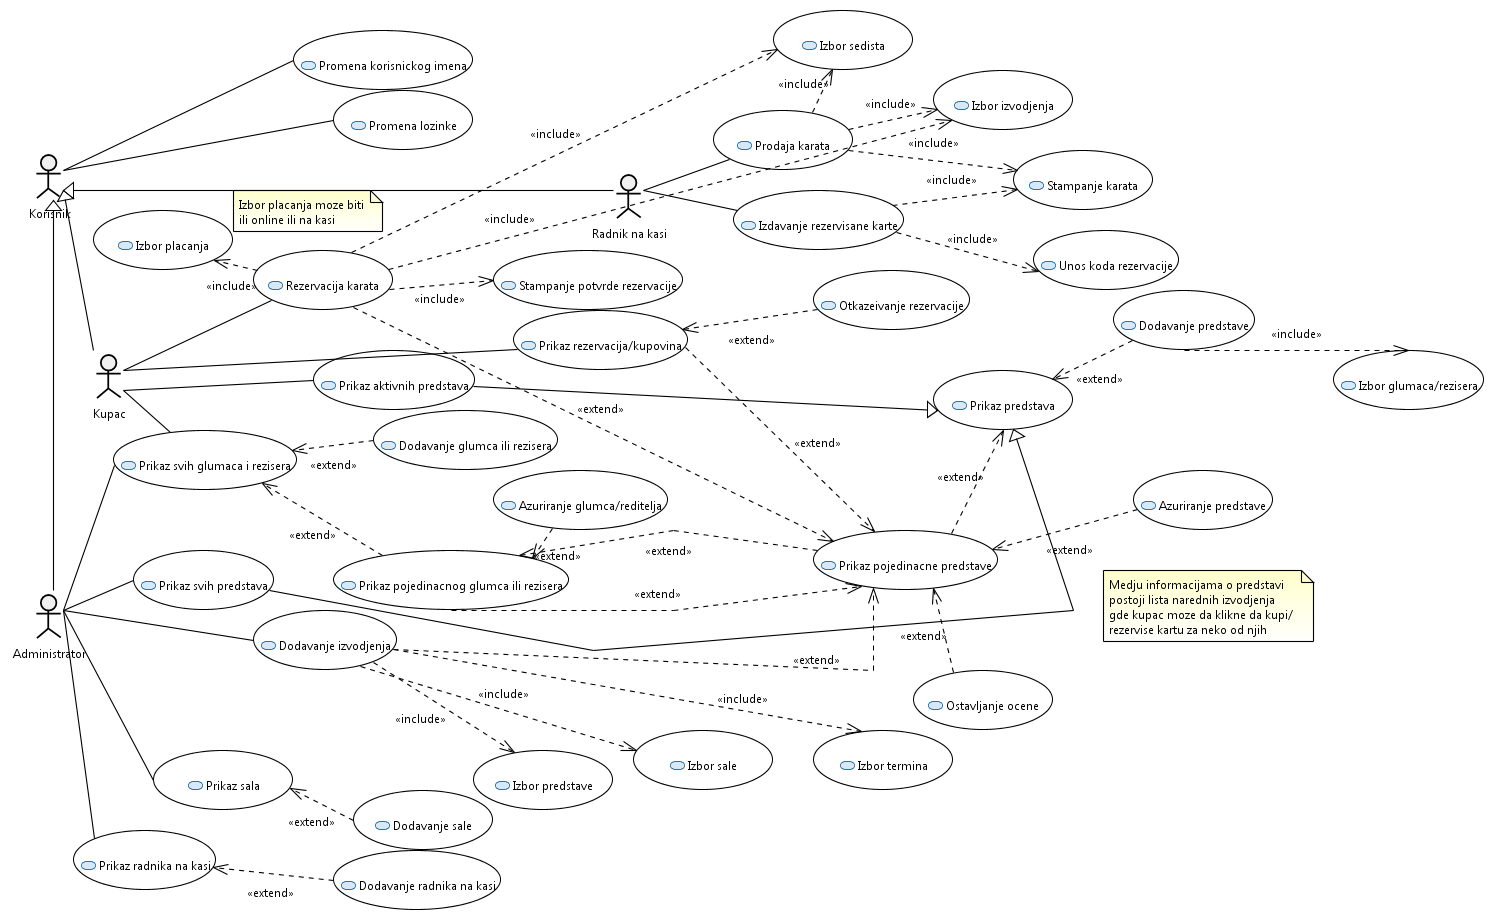 Izbor sedista
Promena korisnickog imena
«include»
Izbor izvodjenja
«include»
Promena lozinke
«include»
Prodaja karata
«include»
Stampanje karata
«include»
Korisnik
Izbor placanja moze biti
ili online ili na kasi
«include»
Izdavanje rezervisane karte
Radnik na kasi
«include»
Izbor placanja
Unos koda rezervacije
«include»
Rezervacija karata
Stampanje potvrde rezervacije
«include»
Otkazeivanje rezervacije
Dodavanje predstave
«include»
«extend»
Prikaz rezervacija/kupovina
«extend»
Prikaz aktivnih predstava
Izbor glumaca/rezisera
Kupac
Prikaz predstava
«extend»
«extend»
Dodavanje glumca ili rezisera
Prikaz svih glumaca i rezisera
«extend»
«extend»
Azuriranje glumca/reditelja
Azuriranje predstave
«extend»
«extend»
«extend»
«extend»
Prikaz pojedinacne predstave
Prikaz svih predstava
Prikaz pojedinacnog glumca ili rezisera
Medju informacijama o predstavi
postoji lista narednih izvodjenja
gde kupac moze da klikne da kupi/
rezervise kartu za neko od njih
«extend»
«extend»
Administrator
Dodavanje izvodjenja
«extend»
«include»
«include»
Ostavljanje ocene
«include»
Prikaz sala
Izbor predstave
Izbor sale
Izbor termina
«extend»
Dodavanje sale
Prikaz radnika na kasi
«extend»
Dodavanje radnika na kasi